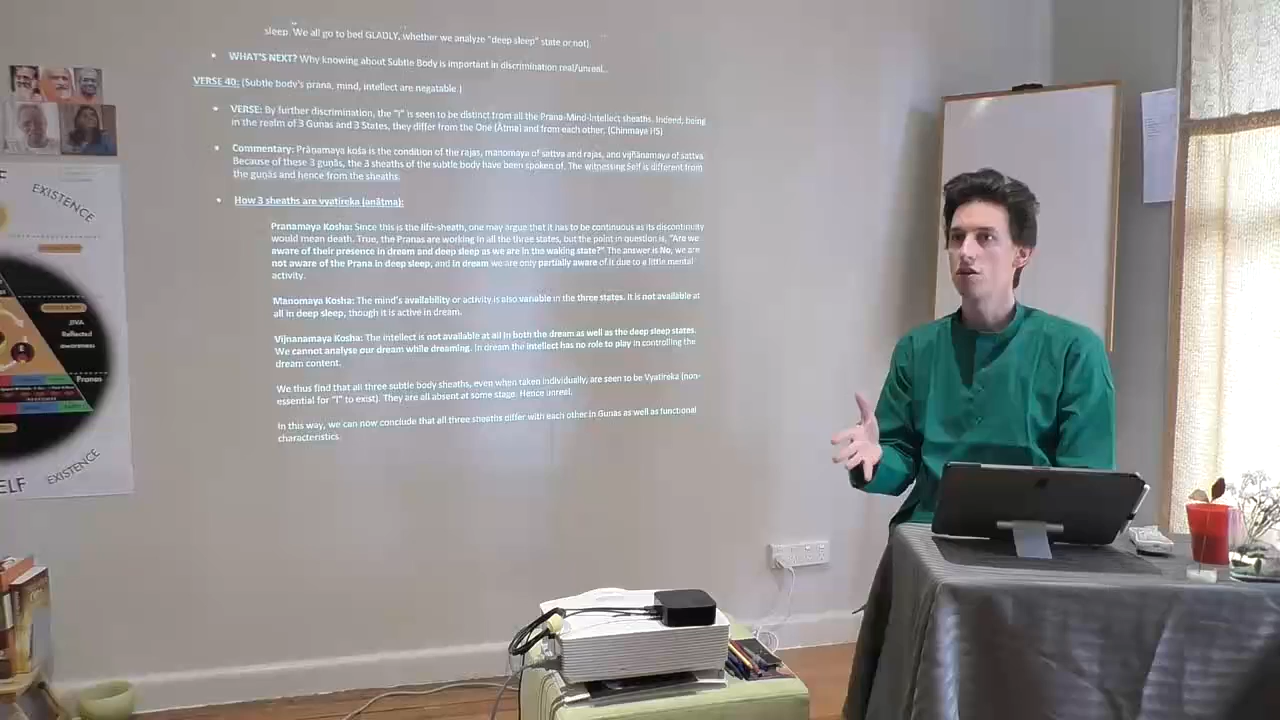 sleep. We all go to bed GLADLY, whether we analyze "deep sleep" state or not).
WHAT'S NEXT? Why knowing about Subtle Body is important in discrimination real/unreal..
VERSE 40: (Subtle body's prana, mind, intellect are negatable.)
VERSE: By further discrimination, the "I" is seen to be distinct from all the Prana-Mind-Intellect sheaths. Indeed, being
in the realm of 3 Gunas and 3 States, they differ from the One (Ātma) and from each other. (Chinmaya IIS)
Commentary: Prāṇamaya kośa is the condition of the rajas, manomaya of sattva and rajas, and vijñānamaya of sattva.
Because of these 3 guṇās, the 3 sheaths of the subtle body have been spoken of. The witnessing Self is different from
the guṇās and hence from the sheaths.
How 3 sheaths are vyatireka (anātma):
Pranamaya Kosha: Since this is the life-sheath, one may argue that it has to be continuous as its discontinuity
would mean death. True, the Pranas are working in all the three states, but the point in question is, "Are we
aware of their presence in dream and deep sleep as we are in the waking state?" The answer is No, we are
not aware of the Prana in deep sleep, and in dream we are only partially aware of it due to a little mental
activity.
Manomaya Kosha: The mind's availability or activity is also variable in the three states. It is not available at
all in deep sleep, though it is active in dream.
Vijnanamaya Kosha: The intellect is not available at all in both the dream as well as the deep sleep states.
We cannot analyse our dream while dreaming. In dream the intellect has no role to play in controlling the
dream content.
We thus find that all three subtle body sheaths, even when taken individually, are seen to be Vyatireka (non-
essential for "I" to exist). They are all absent at some stage. Hence unreal.
In this way, we can now conclude that all three sheaths differ with each other in Gunas as well as functional
characteristics.
EXISTENCE
JIVA
Reflected
Pranas
EXISTENCE
ELF